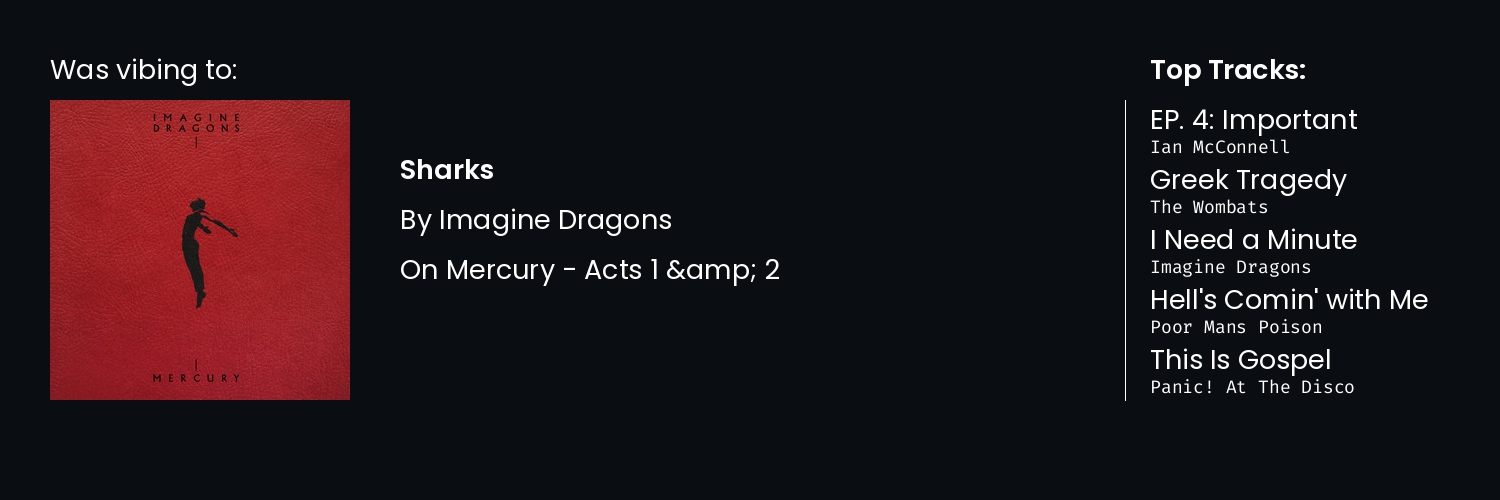 Was vibing to:
IMAGINE
DRAGONS
MERCURY
Sharks
By Imagine Dragons
On Mercury - Acts 1 &amp; 2
Top Tracks:
EP. 4: Important
Ian McConnell
Greek Tragedy
The Wombats
I Need a Minute
Imagine Dragons
Hell's Comin' with Me
Poor Mans Poison
This Is Gospel
Panic! At The Disco